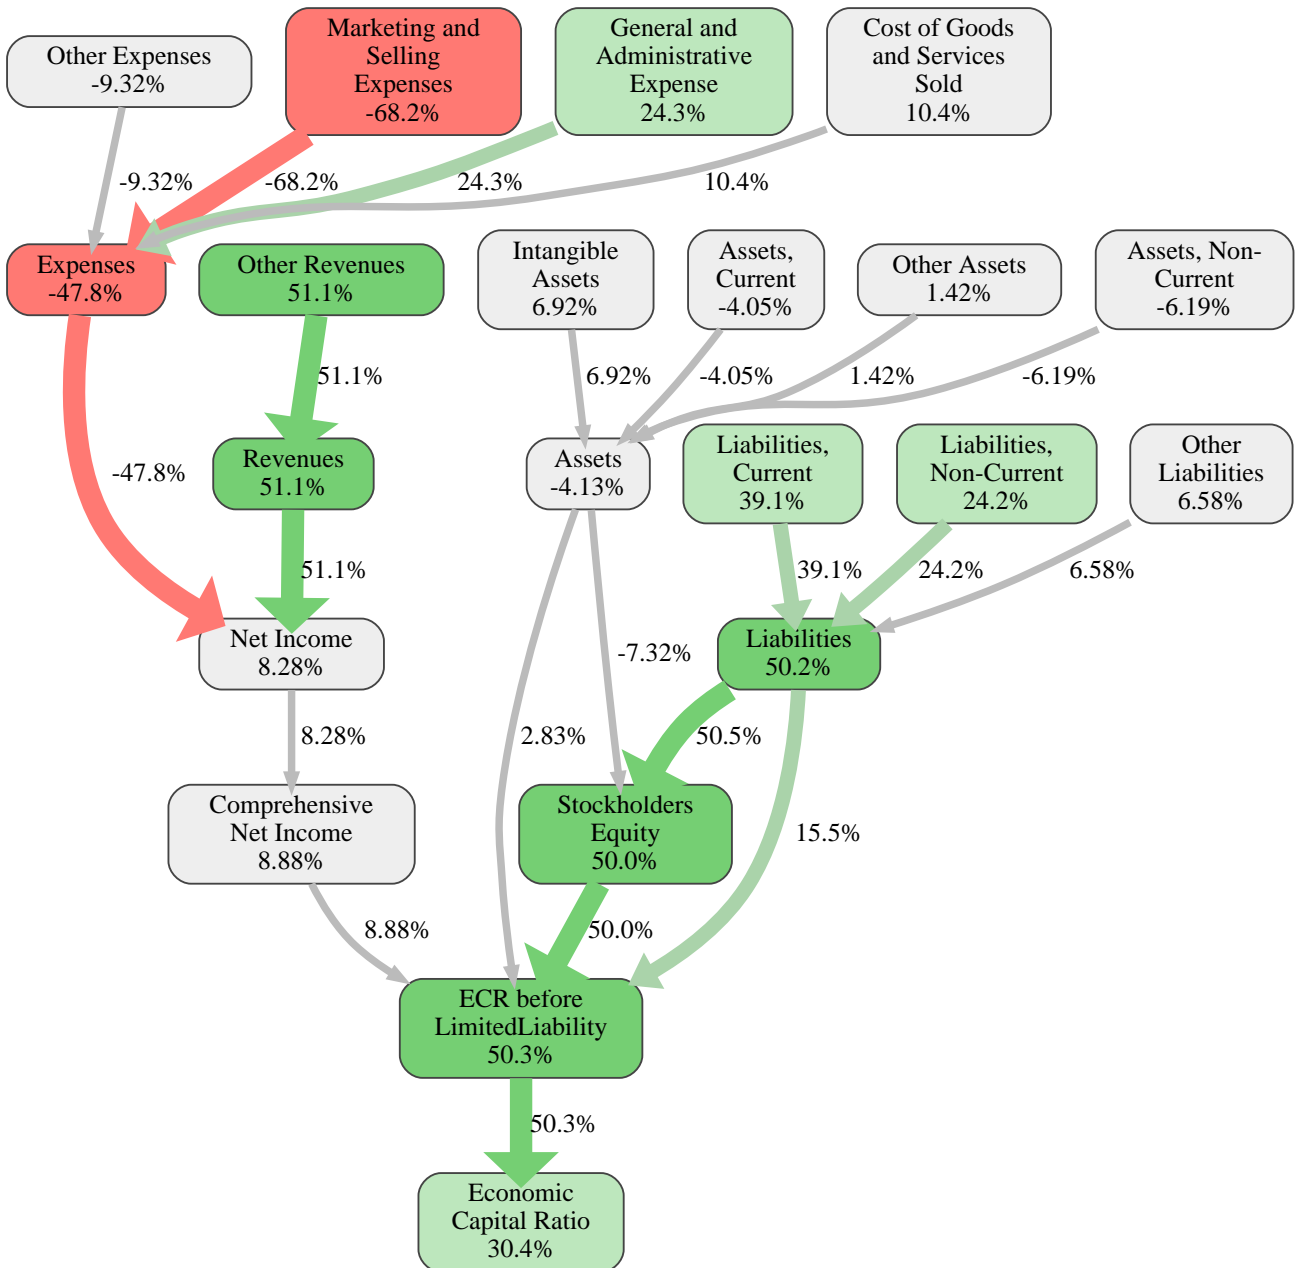 Other Expenses
-9.32%
Marketing and
Selling
Expenses
-68.2%
General and
Administrative
Expense
24.3%
Cost of Goods
and Services
Sold
10.4%
-9.32%
-68.2%
24.3%
10.4%
Expenses
-47.8%
Other Revenues
51.1%
Intangible
Assets
6.92%
Assets,
Current
-4.05%
Other Assets
1.42%
Assets, Non-
Current
-6.19%
51.1%
6.92%
-4.05%
1.42%
-6.19%
-47.8%
Revenues
51.1%
Assets
-4.13%
Liabilities,
Current
39.1%
Liabilities,
Non-Current
24.2%
Other
Liabilities
6.58%
51.1%
39.1%
24.2%
6.58%
Net Income
8.28%
-7.32%
Liabilities
50.2%
8.28%
2.83%
50.5%
Comprehensive
Net Income
8.88%
Stockholders
Equity
50.0%
15.5%
8.88%
50.0%
ECR before
LimitedLiability
50.3%
50.3%
Economic
Capital Ratio
30.4%